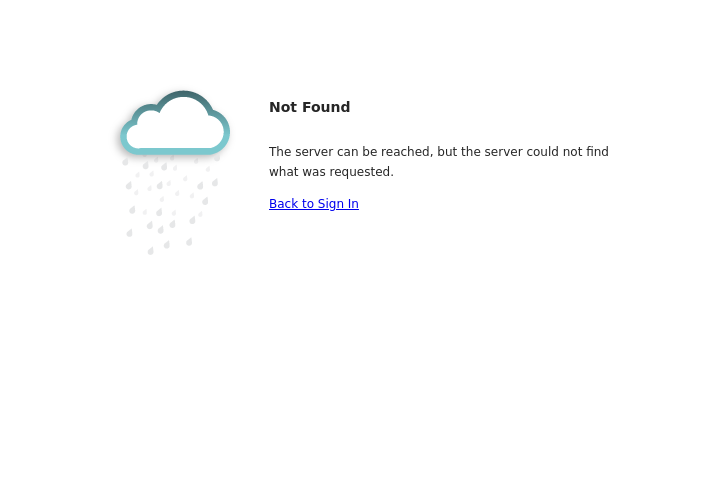 Not Found
The server can be reached, but the server could not find
what was requested.
Back to Sign In